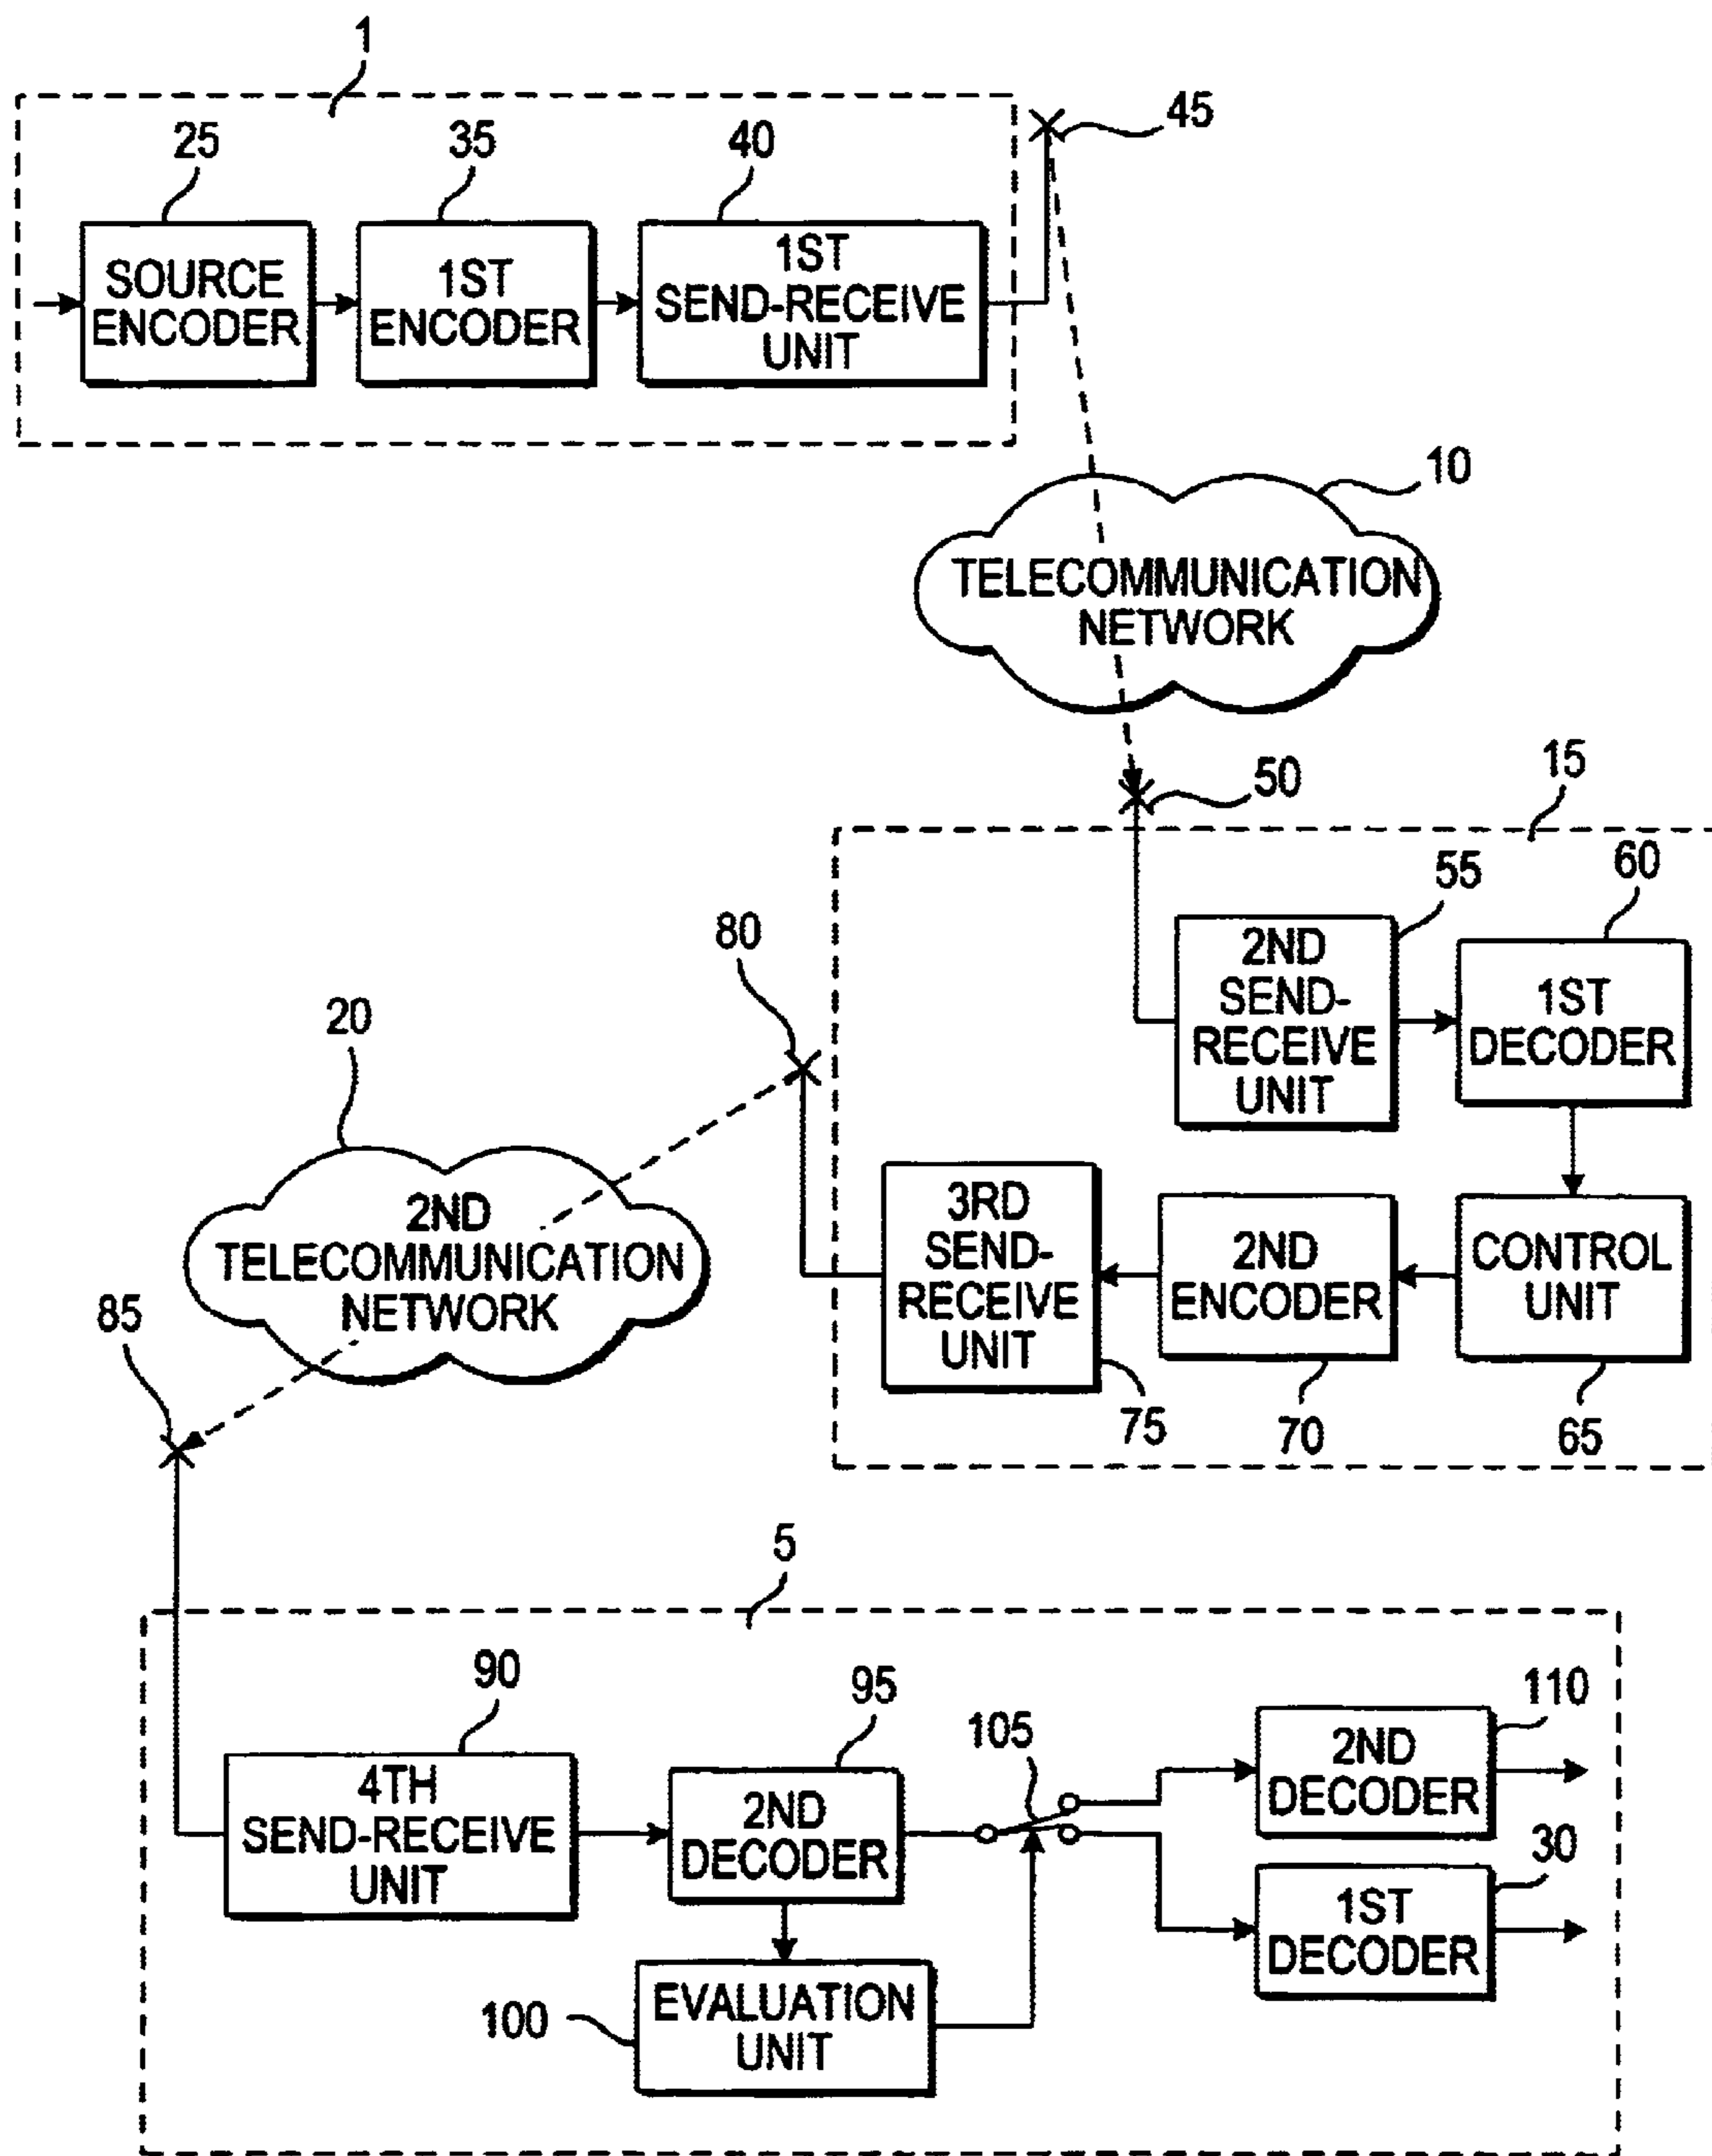 1
45
25
35
40
SOURCE
ENCODER
1ST
ENCODER
1ST
SEND-RECEIVE
UNIT
10
TELECOMMUNICATION
NETWORK
50
15
55
60
2ND
SEND-
RECEIVE
UNIT
1ST
DECODER
80
20
2ND
TELECOMMUNICATION
NETWORK
85
3RD
SEND-
RECEIVE
UNIT
2ND
ENCODER
CONTROL
UNIT
75
70
65
5
90
95
105
110
4TH
SEND-RECEIVE
UNIT
2ND
DECODER
2ND
DECODER
30
1ST
DECODER
100
EVALUATION
UNIT